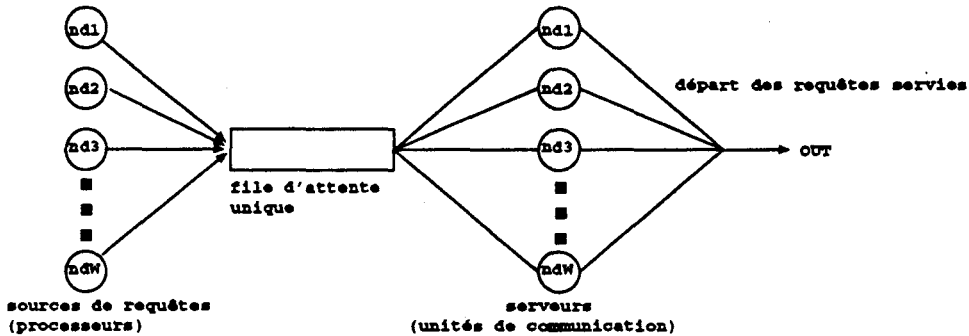 nd1
nd2
nd3
ndW
sources de requêtes
(processeurs)
file d'attente
unique
nd1
nd2
nd3
ndW
serveurs
(unités de communication)
départ des requêtes servies
OUT